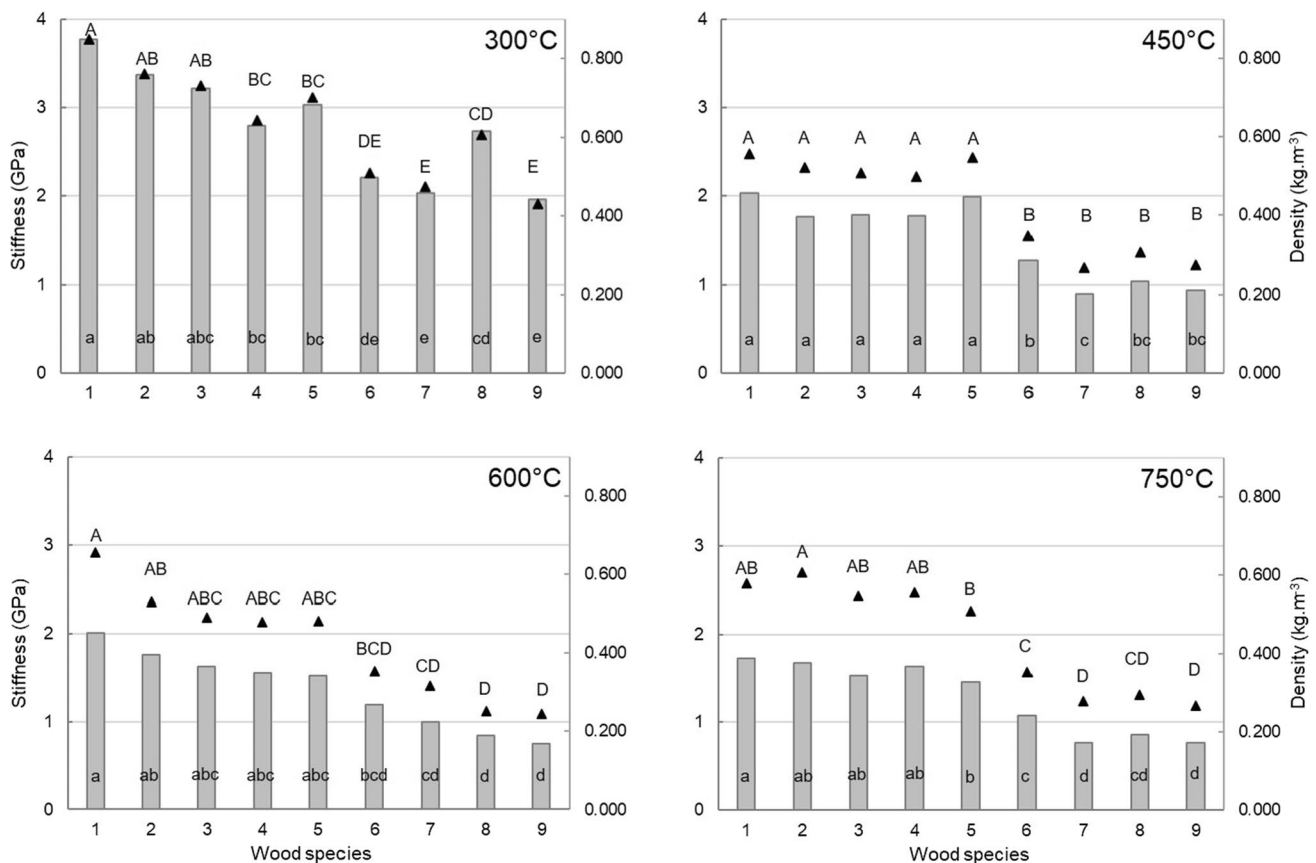 300°C
Stiffness (GPa)
4
3
2
1
0
A
AB
AB
BC
BC
DE
E
CD
E
a
ab
abc
bc
bc
de
e
cd
e
0.800
0.600
0.400
0.200
0.000
1 2 3 4 5 6 7 8 9
450°C
4
3
2
1
0
A A A A A B B B B
a a a a a b c bc bc
0.800
0.600
0.400
0.200
0.000
Density (kg.m-3)
1 2 3 4 5 6 7 8 9
600°C
Stiffness (GPa)
4
3
2
1
0
A
AB
ABC ABC ABC
BCD
CD
D D
a ab abc abc abc bcd cd d d
0.800
0.600
0.400
0.200
0.000
1 2 3 4 5 6 7 8 9
Wood species
750°C
4
3
2
1
0
AB A AB AB B C D CD D
a ab ab ab b c d cd d
0.800
0.600
0.400
0.200
0.000
Density (kg.m-3)
1 2 3 4 5 6 7 8 9
Wood species